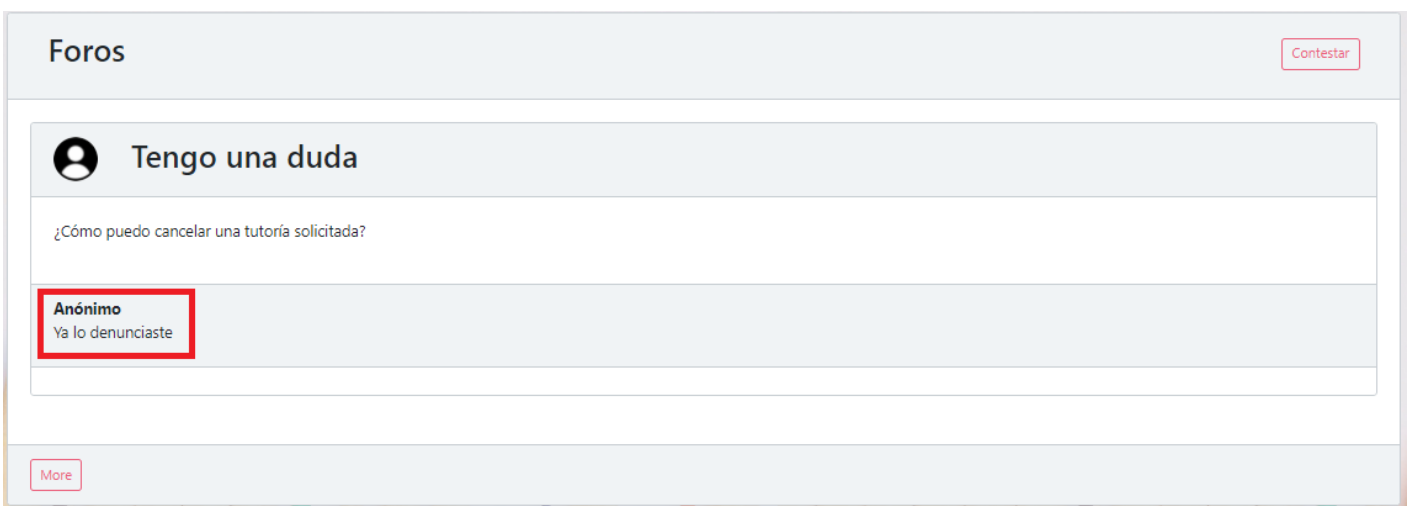 Foros
Contestar
Tengo una duda
¿Cómo puedo cancelar una tutoría solicitada?
Anónimo
Ya lo denunciaste
More